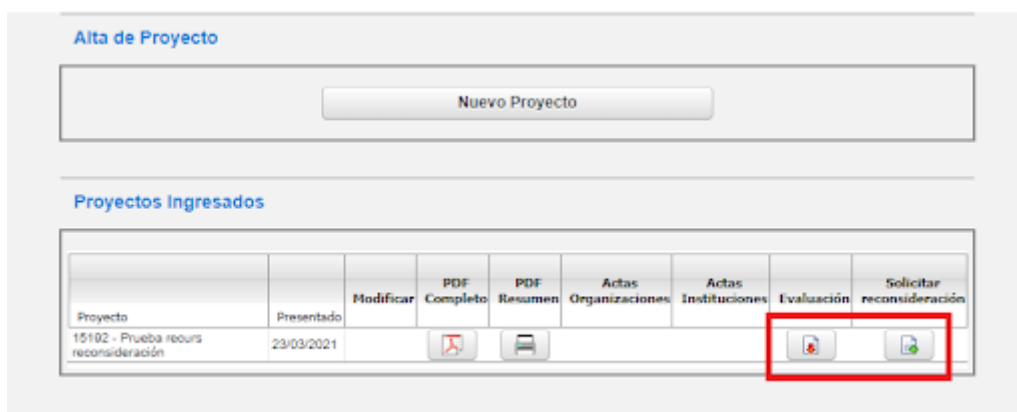 Alta de Proyecto
Nuevo Proyecto
Proyectos Ingresados
Proyecto
Presentado
Modificar
PDF
Completo
PDF
Resumen
Actas
Organizaciones
Actas
Instituciones
Evaluación
Solicitar
reconsideración
15192 - Prueba recurs
reconsideración
23/03/2021